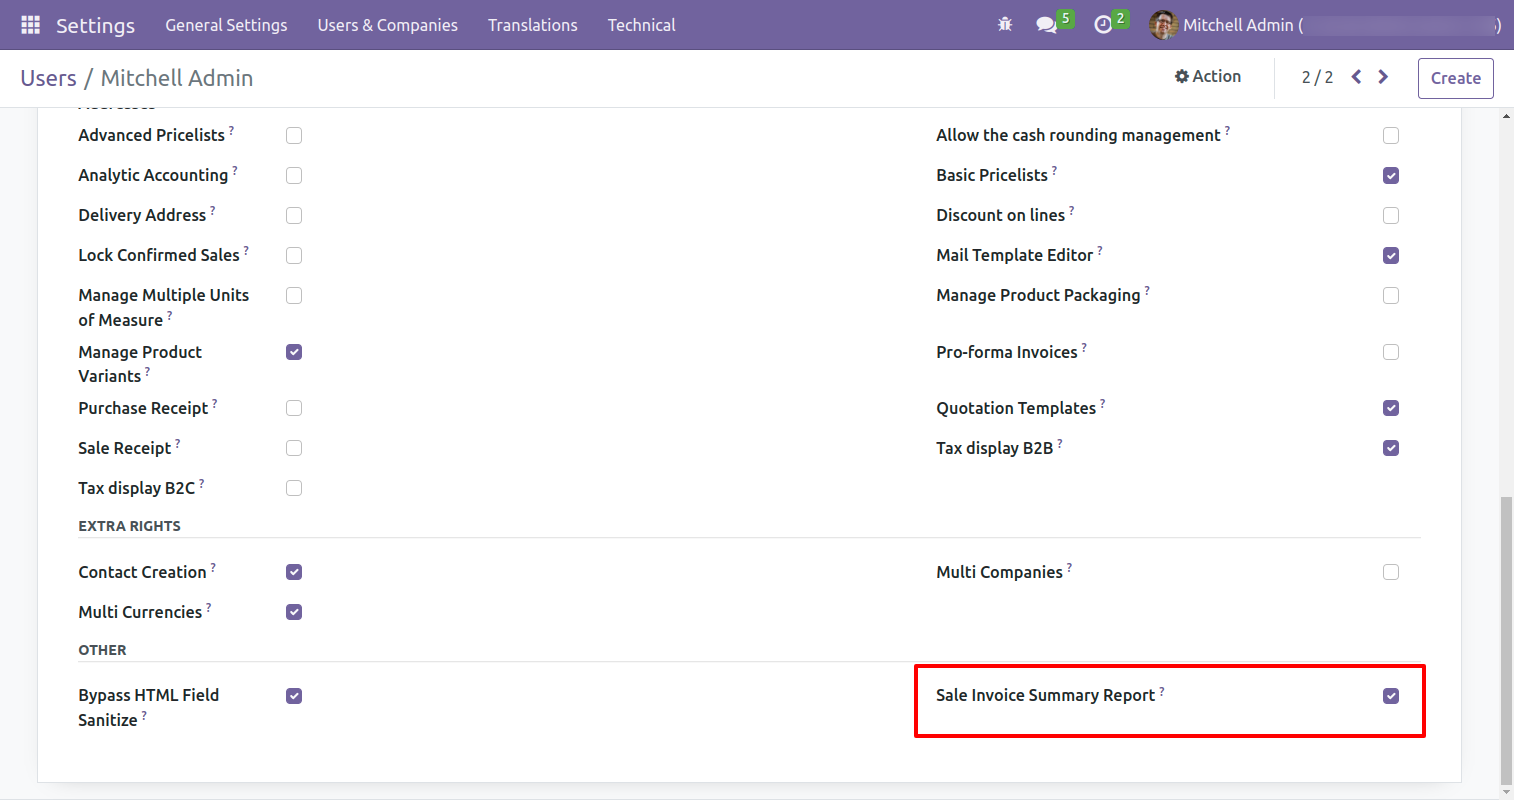 Settings General Settings Users & Companies Translations Technical 5 2 Mitchell Admin ( )
Users / Mitchell Admin Action 2 / 2 Create
Advanced Pricelists ? Allow the cash rounding management ?
Analytic Accounting ? Basic Pricelists ?
Delivery Address ? Discount on lines ?
Lock Confirmed Sales ? Mail Template Editor ?
Manage Multiple Units Manage Product Packaging ?
of Measure ?
Manage Product Pro-forma Invoices ?
Variants ?
Purchase Receipt ? Quotation Templates ?
Sale Receipt ? Tax display B2B ?
Tax display B2C ?
EXTRA RIGHTS
Contact Creation ? Multi Companies ?
Multi Currencies ?
OTHER
Bypass HTML Field Sale Invoice Summary Report ?
Sanitize ?